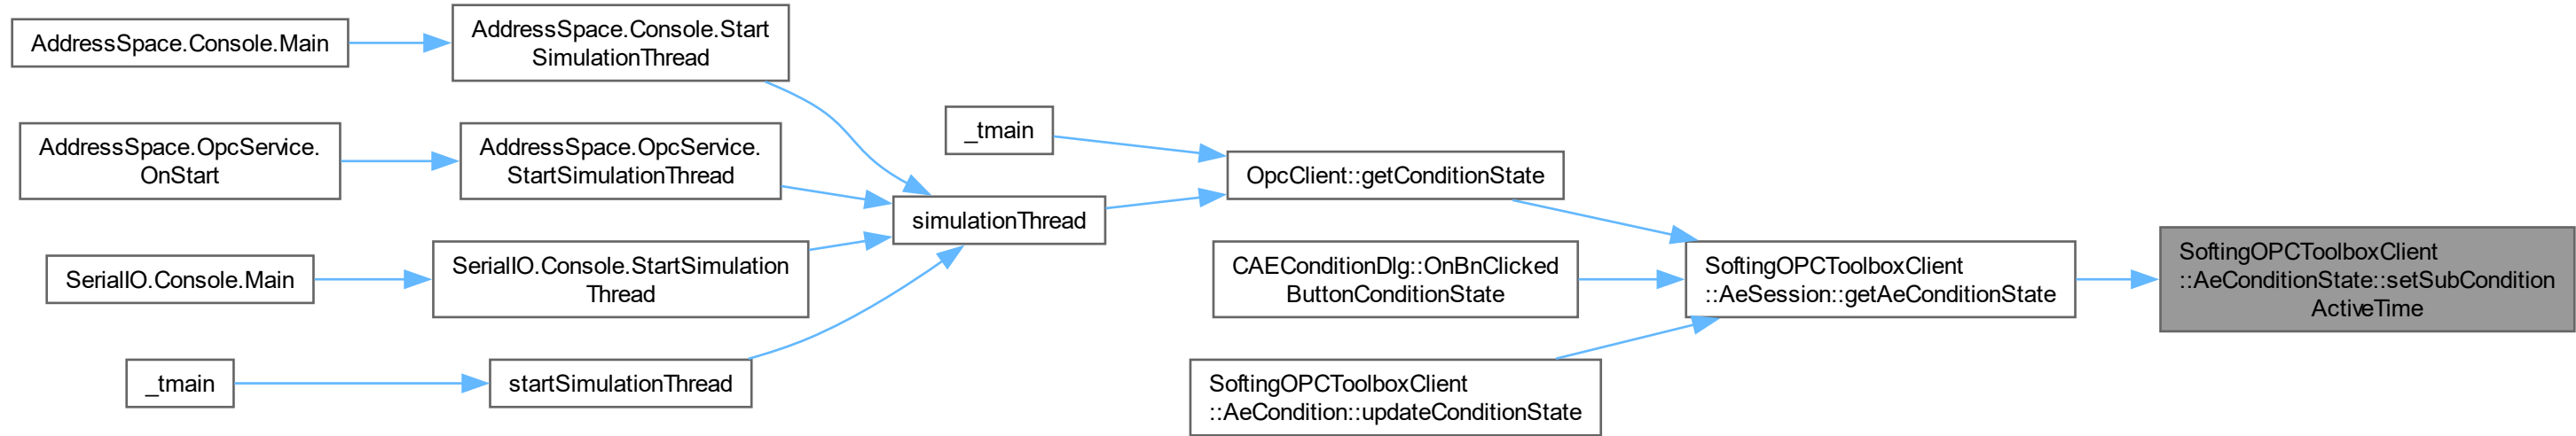 AddressSpace.Console.Main
AddressSpace.Console.Start
SimulationThread
AddressSpace.OpcService.
OnStart
AddressSpace.OpcService.
StartSimulationThread
SerialIO.Console.Main
SerialIO.Console.StartSimulation
Thread
_tmain
startSimulationThread
simulationThread
_tmain
OpcClient::getConditionState
CAEConditionDlg::OnBnClicked
ButtonConditionState
SoftingOPCToolboxClient
::AeCondition::updateConditionState
SoftingOPCToolboxClient
::AeSession::getAeConditionState
SoftingOPCToolboxClient
::AeConditionState::setSubCondition
ActiveTime